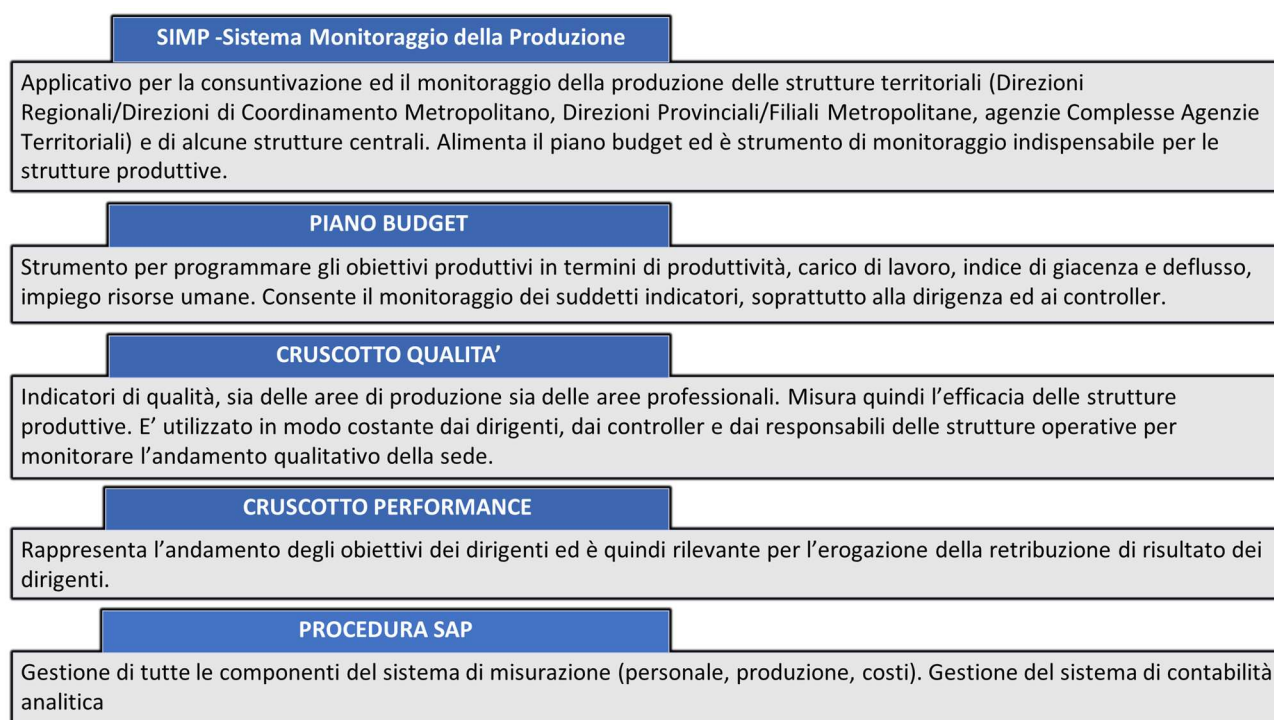 SIMP -Sistema Monitoraggio della Produzione
Applicativo per la consuntivazione ed il monitoraggio della produzione delle strutture territoriali (Direzioni
Regionali/Direzioni di Coordinamento Metropolitano, Direzioni Provinciali/Filiali Metropolitane, agenzie Complesse Agenzie
Territoriali) e di alcune strutture centrali. Alimenta il piano budget ed è strumento di monitoraggio indispensabile per le
strutture produttive.
PIANO BUDGET
Strumento per programmare gli obiettivi produttivi in termini di produttività, carico di lavoro, indice di giacenza e deflusso,
impiego risorse umane. Consente il monitoraggio dei suddetti indicatori, soprattutto alla dirigenza ed ai controller.
CRUSCOTTO QUALITA’
Indicatori di qualità, sia delle aree di produzione sia delle aree professionali. Misura quindi l’efficacia delle strutture
produttive. E’ utilizzato in modo costante dai dirigenti, dai controller e dai responsabili delle strutture operative per
monitorare l’andamento qualitativo della sede.
CRUSCOTTO PERFORMANCE
Rappresenta l’andamento degli obiettivi dei dirigenti ed è quindi rilevante per l’erogazione della retribuzione di risultato dei
dirigenti.
PROCEDURA SAP
Gestione di tutte le componenti del sistema di misurazione (personale, produzione, costi). Gestione del sistema di contabilità
analitica